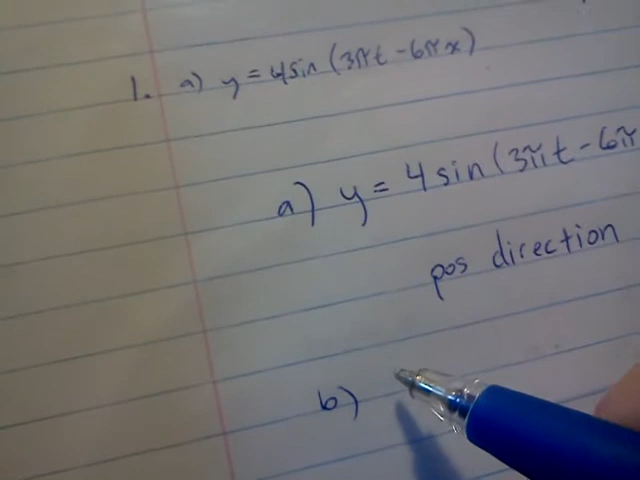 1. a) y = 4sin (3πt - 6πx)
a) y = 4 sin (3πt - 6π
pos direction
b)